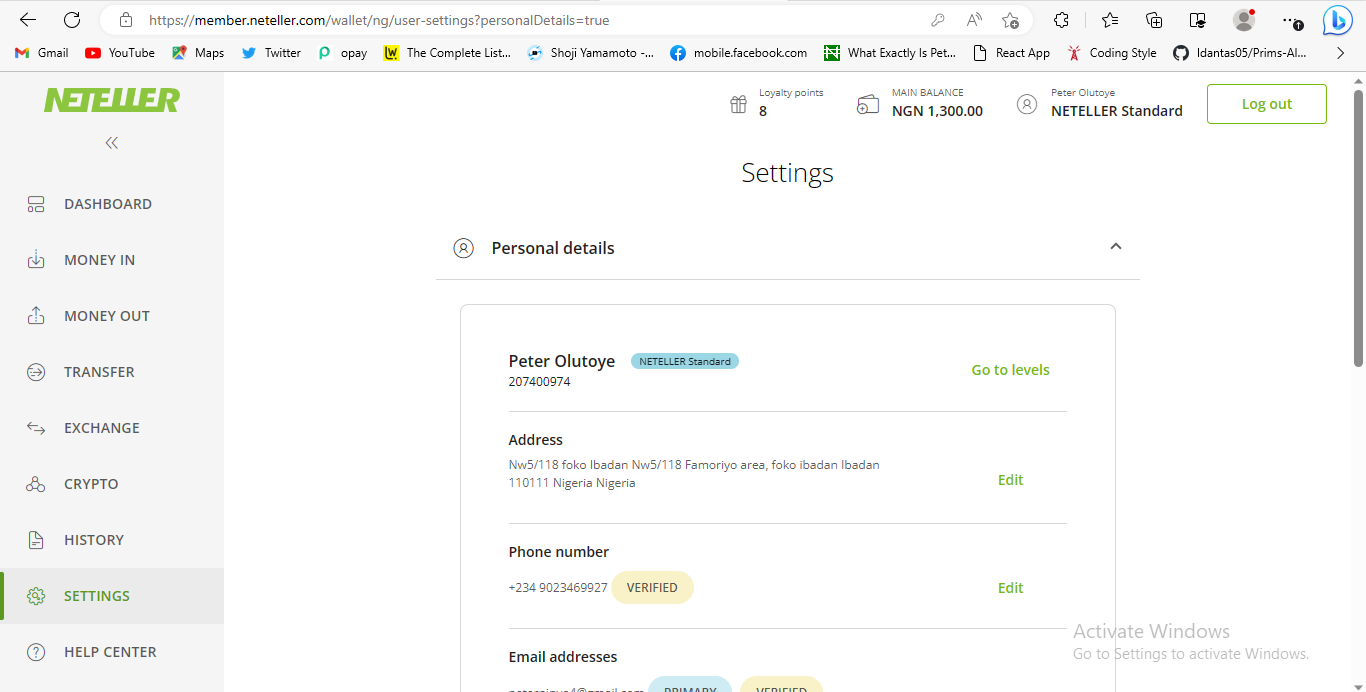 https://member.neteller.com/wallet/ng/user-settings?personalDetails=true
Gmail YouTube Maps Twitter opay The Complete List... Shoji Yamamoto -... mobile.facebook.com What Exactly Is Pet... React App Coding Style Idantas05/Prims-Al...
NETELLER
Loyalty points
8
MAIN BALANCE
NGN 1,300.00
Peter Olutoye
NETELLER Standard
Log out
DASHBOARD
MONEY IN
MONEY OUT
TRANSFER
EXCHANGE
CRYPTO
HISTORY
SETTINGS
HELP CENTER
Settings
Personal details
Peter Olutoye NETELLER Standard
207400974
Go to levels
Address
Nw5/118 foko Ibadan Nw5/118 Famoriyo area, foko ibadan Ibadan
110111 Nigeria Nigeria
Edit
Phone number
+234 9023469927 VERIFIED
Edit
Email addresses
PRIMARY VERIFIED
Activate Windows
Go to Settings to activate Windows.